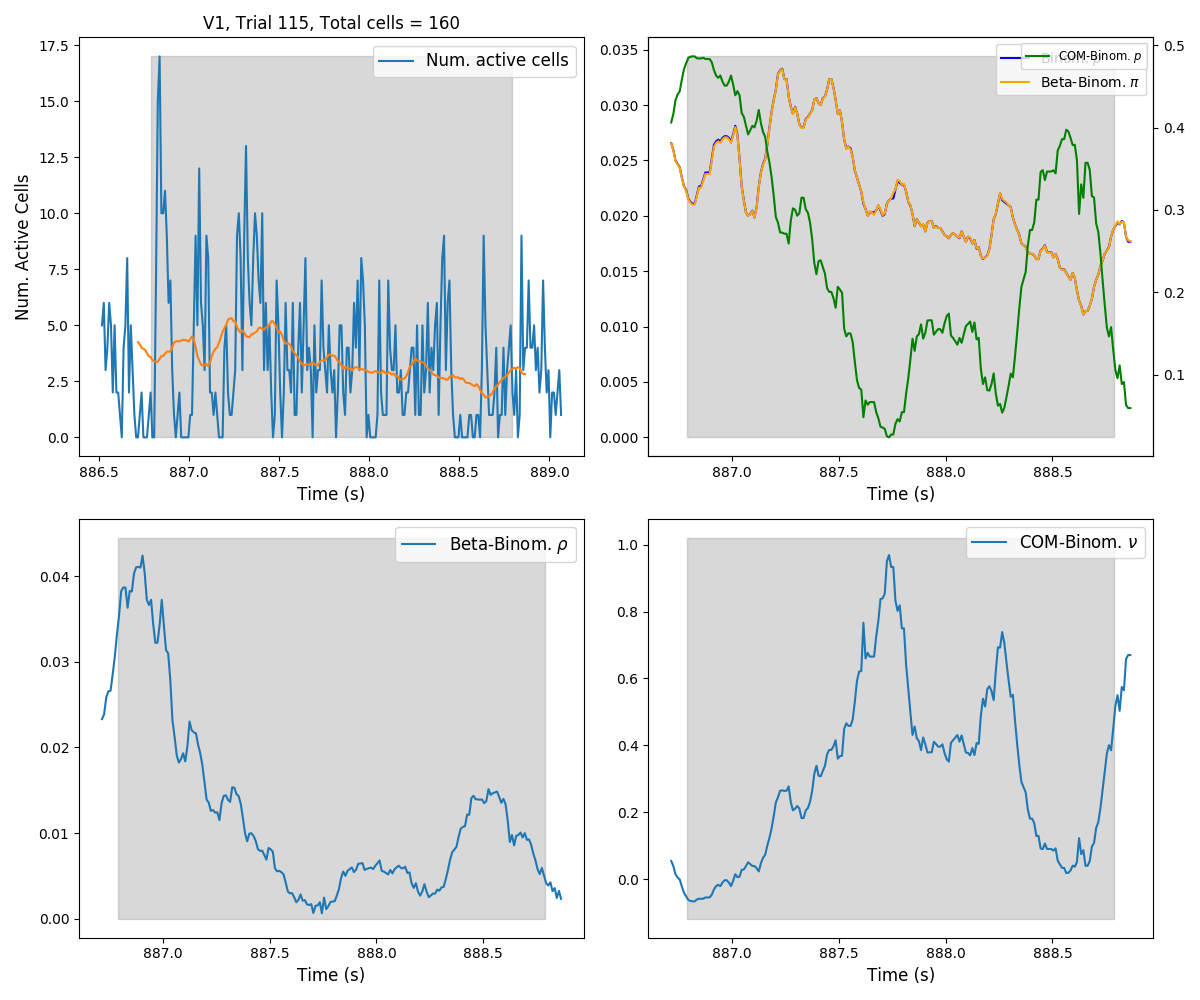 V1, Trial 115, Total cells = 160
Num. Active Cells
17.5
15.0
12.5
10.0
7.5
5.0
2.5
0.0
Num. active cells
886.5 887.0 887.5 888.0 888.5 889.0
Time (s)
0.035
0.030
0.025
0.020
0.015
0.010
0.005
0.000
COM-Binom. p
Beta-Binom. π
0.5
0.4
0.3
0.2
0.1
887.0 887.5 888.0 888.5
Time (s)
0.04
0.03
0.02
0.01
0.00
Beta-Binom. ρ
887.0 887.5 888.0 888.5
Time (s)
1.0
0.8
0.6
0.4
0.2
0.0
COM-Binom. ν
887.0 887.5 888.0 888.5
Time (s)